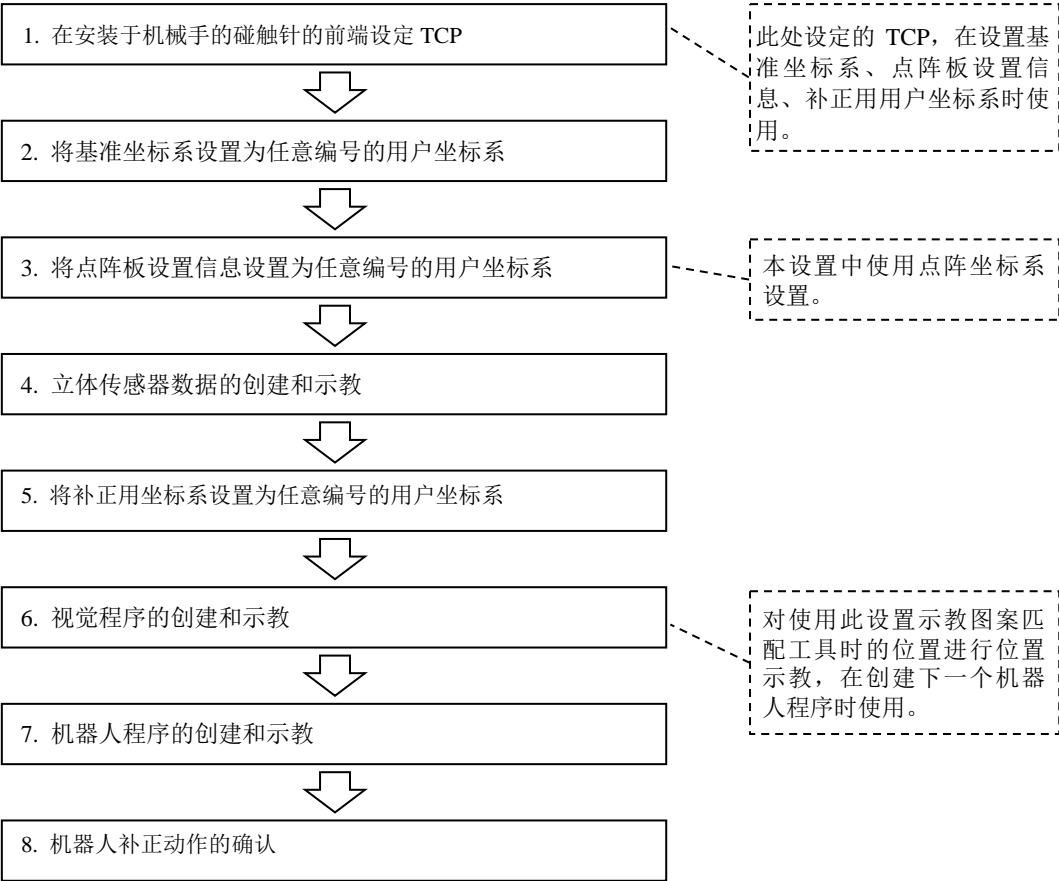 1. 在安装于机械手的碰触针的前端设定 TCP
此处设定的 TCP，在设置基
准坐标系、点阵板设置信
息、补正用用户坐标系时使
用。
2. 将基准坐标系设置为任意编号的用户坐标系
3. 将点阵板设置信息设置为任意编号的用户坐标系
本设置中使用点阵坐标系
设置。
4. 立体传感器数据的创建和示教
5. 将补正用坐标系设置为任意编号的用户坐标系
6. 视觉程序的创建和示教
对使用此设置示教图案匹
配工具时的位置进行位置
示教，在创建下一个机器
人程序时使用。
7. 机器人程序的创建和示教
8. 机器人补正动作的确认